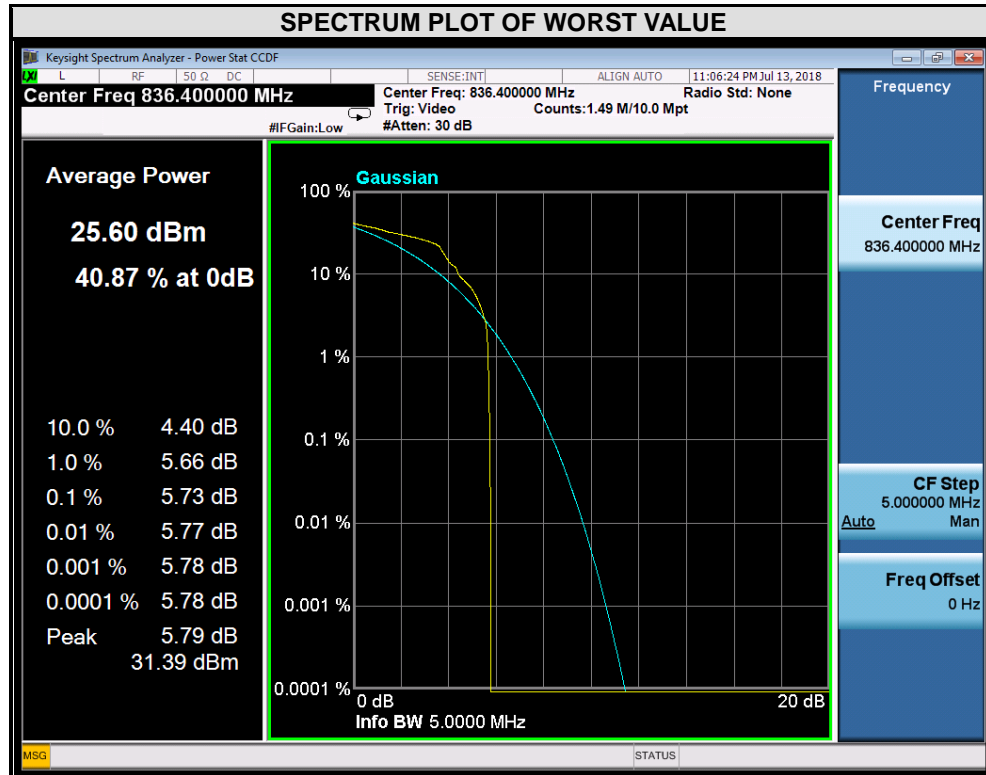 SPECTRUM PLOT OF WORST VALUE
Keysight Spectrum Analyzer - Power Stat CCDF
LXI L RF 50 Ω DC SENSE:INT ALIGN AUTO 11:06:24 PM Jul 13, 2018
Center Freq 836.400000 MHz
Center Freq: 836.400000 MHz Radio Std: None
Trig: Video Counts:1.49 M/10.0 Mpt
#IFGain:Low #Atten: 30 dB
Frequency
Average Power
25.60 dBm
40.87 % at 0dB
10.0 % 4.40 dB
1.0 % 5.66 dB
0.1 % 5.73 dB
0.01 % 5.77 dB
0.001 % 5.78 dB
0.0001 % 5.78 dB
Peak 5.79 dB
31.39 dBm
Gaussian
100 %
10 %
1 %
0.1 %
0.01 %
0.001 %
0.0001 %
0 dB 20 dB
Info BW 5.0000 MHz
Center Freq
836.400000 MHz
CF Step
5.000000 MHz
Auto Man
Freq Offset
0 Hz
MSG STATUS